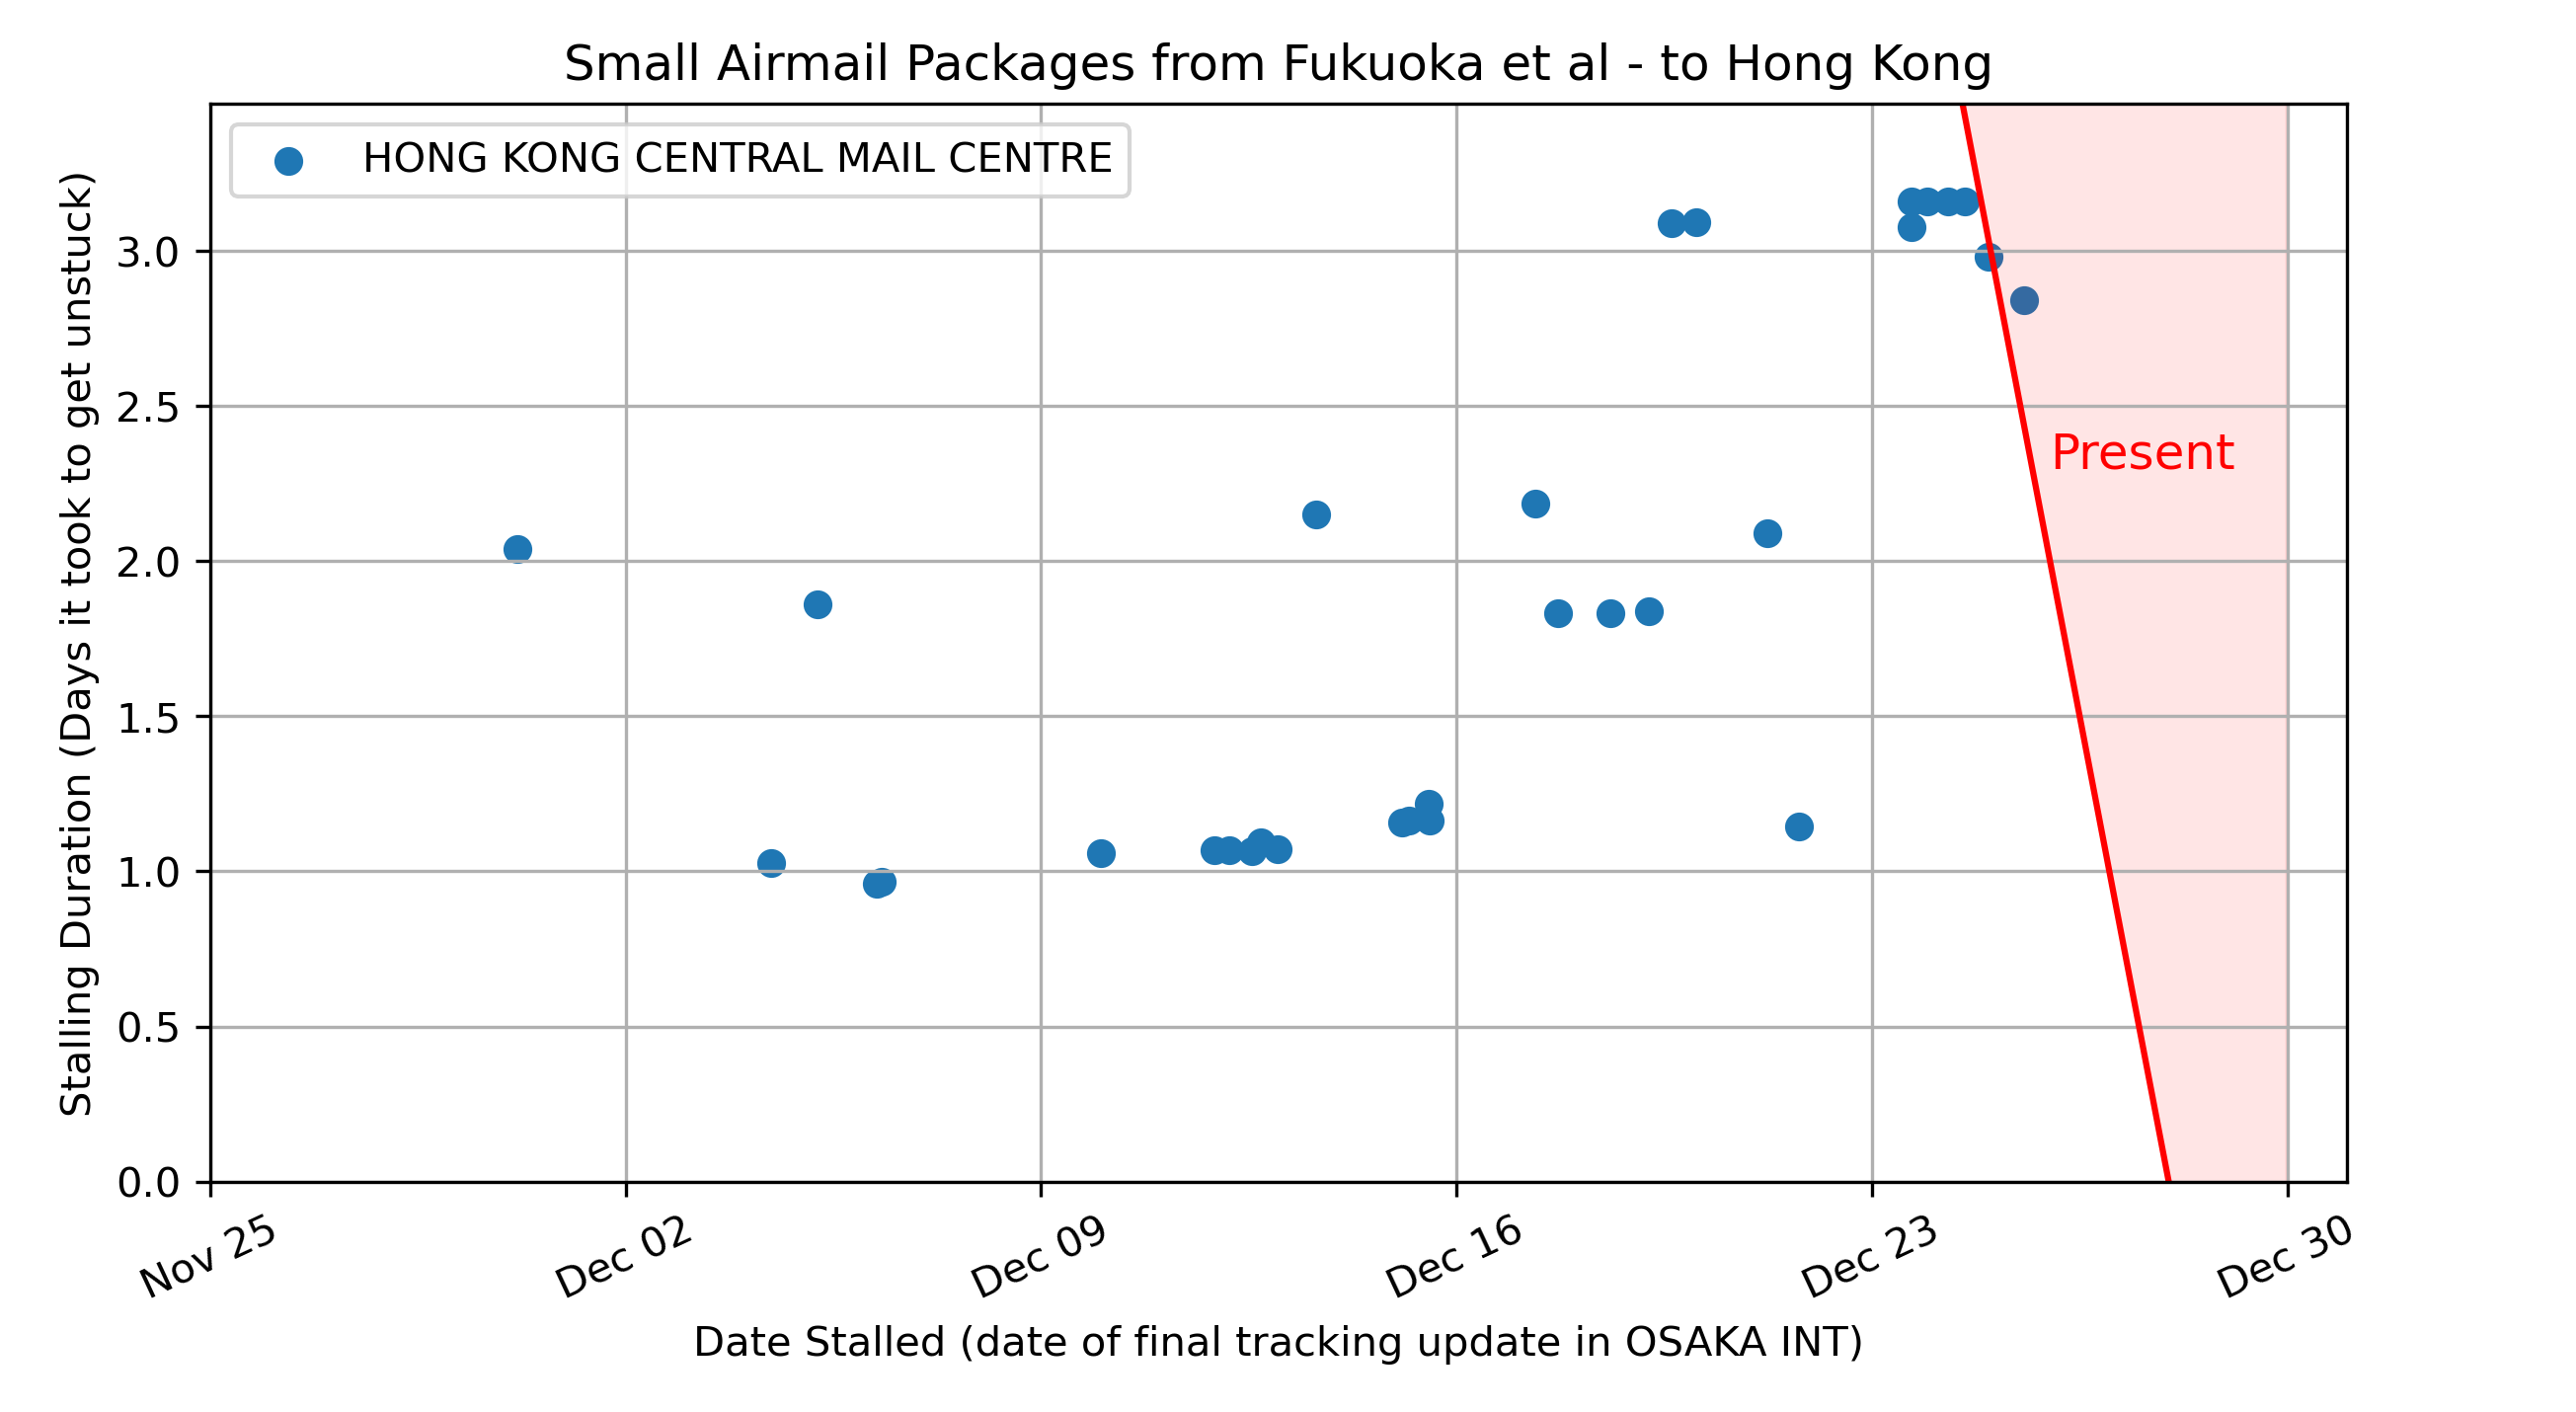 Small Airmail Packages from Fukuoka et al - to Hong Kong
HONG KONG CENTRAL MAIL CENTRE
Stalling Duration (Days it took to get unstuck)
3.0
2.5
2.0
1.5
1.0
0.5
0.0
Present
Nov 25
Dec 02
Dec 09
Dec 16
Dec 23
Dec 30
Date Stalled (date of final tracking update in OSAKA INT)